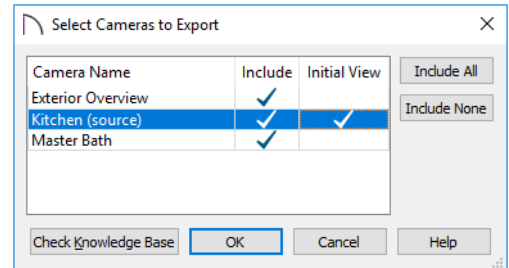 Select Cameras to Export
Camera Name Include Initial View
Exterior Overview
Kitchen (source)
Master Bath
Include All
Include None
Check Knowledge Base OK Cancel Help